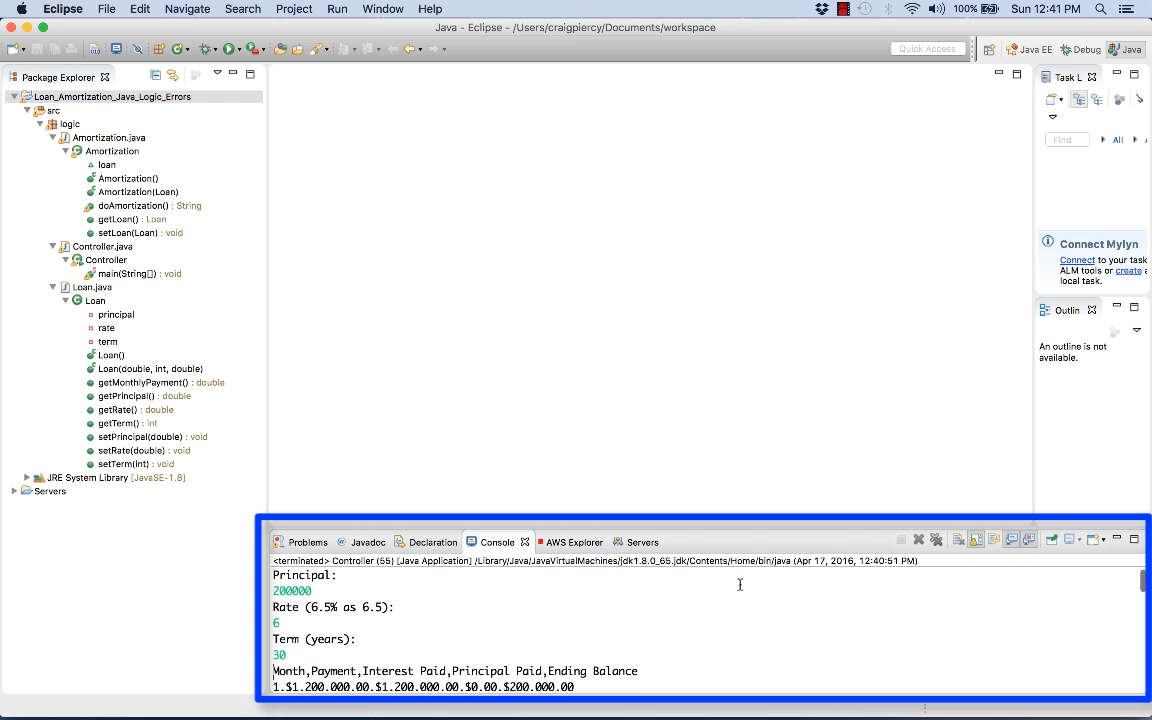 Eclipse File Edit Navigate Search Project Run Window Help 100% Sun 12:41 PM
Java - Eclipse - /Users/craigpiercy/Documents/workspace
Quick Access Java EE Debug Java
Package Explorer
Loan_Amortization_Java_Logic_Errors
src
logic
Amortization.java
Amortization
loan
Amortization()
Amortization(Loan)
doAmortization() : String
getLoan() : Loan
setLoan(Loan) : void
Controller.java
Controller
main(String[]) : void
Loan.java
Loan
principal
rate
term
Loan()
Loan(double, int, double)
getMonthlyPayment() : double
getPrincipal() : double
getRate() : double
getTerm() : int
setPrincipal(double) : void
setRate(double) : void
setTerm(int) : void
JRE System Library [JavaSE-1.8]
Servers
Task L
Find All
Connect Mylyn
Connect to your task
ALM tools or create a
local task.
Outlin
An outline is not
available.
Problems Javadoc Declaration Console AWS Explorer Servers
<terminated> Controller (55) [Java Application] /Library/Java/JavaVirtualMachines/jdk1.8.0_65.jdk/Contents/Home/bin/java (Apr 17, 2016, 12:40:51 PM)
Principal:
200000
Rate (6.5% as 6.5):
6
Term (years):
30
Month,Payment,Interest Paid,Principal Paid,Ending Balance
1,$1,200,000.00,$1,200,000.00,$0.00,$200,000.00